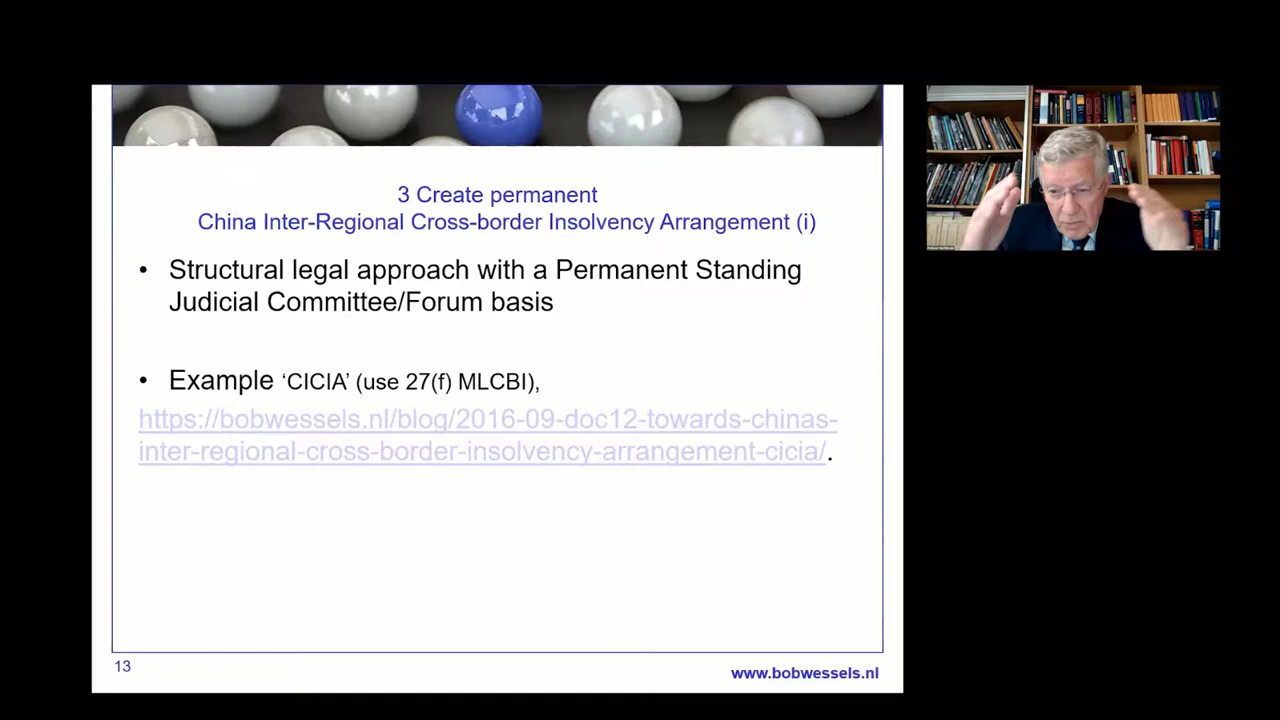 3 Create permanent
China Inter-Regional Cross-border Insolvency Arrangement (i)
• Structural legal approach with a Permanent Standing
Judicial Committee/Forum basis
• Example ‘CICIA’ (use 27(f) MLCBI),
https://bobwessels.nl/blog/2016-09-doc12-towards-chinas-
inter-regional-cross-border-insolvency-arrangement-cicia/.
13
www.bobwessels.nl